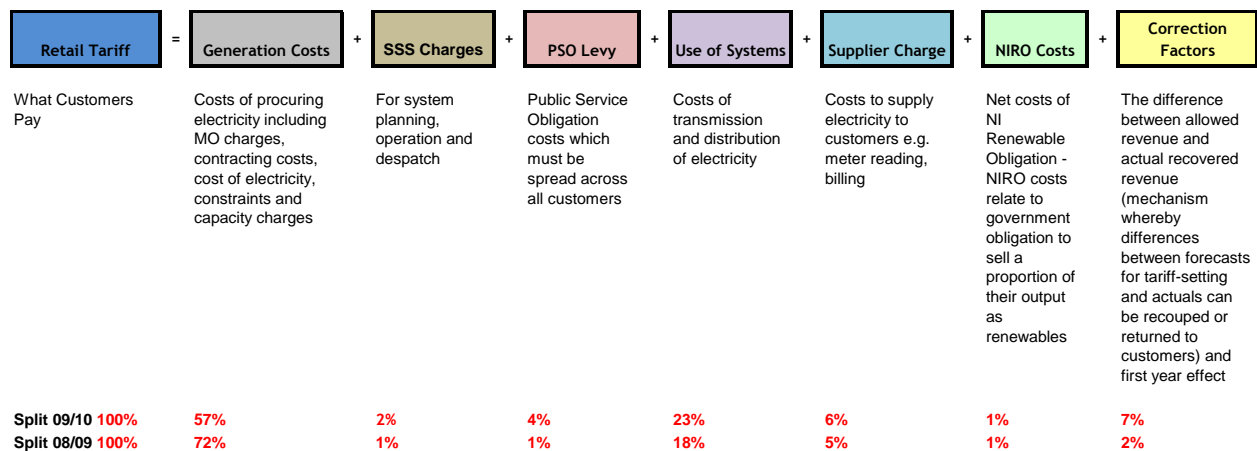 Retail Tariff = Generation Costs + SSS Charges + PSO Levy + Use of Systems + Supplier Charge + NIRO Costs + Correction Factors
What Customers
Pay
Costs of procuring
electricity including
MO charges,
contracting costs,
cost of electricity,
constraints and
capacity charges
For system
planning,
operation and
despatch
Public Service
Obligation
costs which
must be
spread across
all customers
Costs of
transmission
and distribution
of electricity
Costs to supply
electricity to
customers e.g.
meter reading,
billing
Net costs of
NI
Renewable
Obligation -
NIRO costs
relate to
government
obligation to
sell a
proportion of
their output
as
renewables
The difference
between allowed
revenue and
actual recovered
revenue
(mechanism
whereby
differences
between forecasts
for tariff-setting
and actuals can
be recouped or
returned to
customers) and
first year effect
Split 09/10 100% 57% 2% 4% 23% 6% 1% 7%
Split 08/09 100% 72% 1% 1% 18% 5% 1% 2%